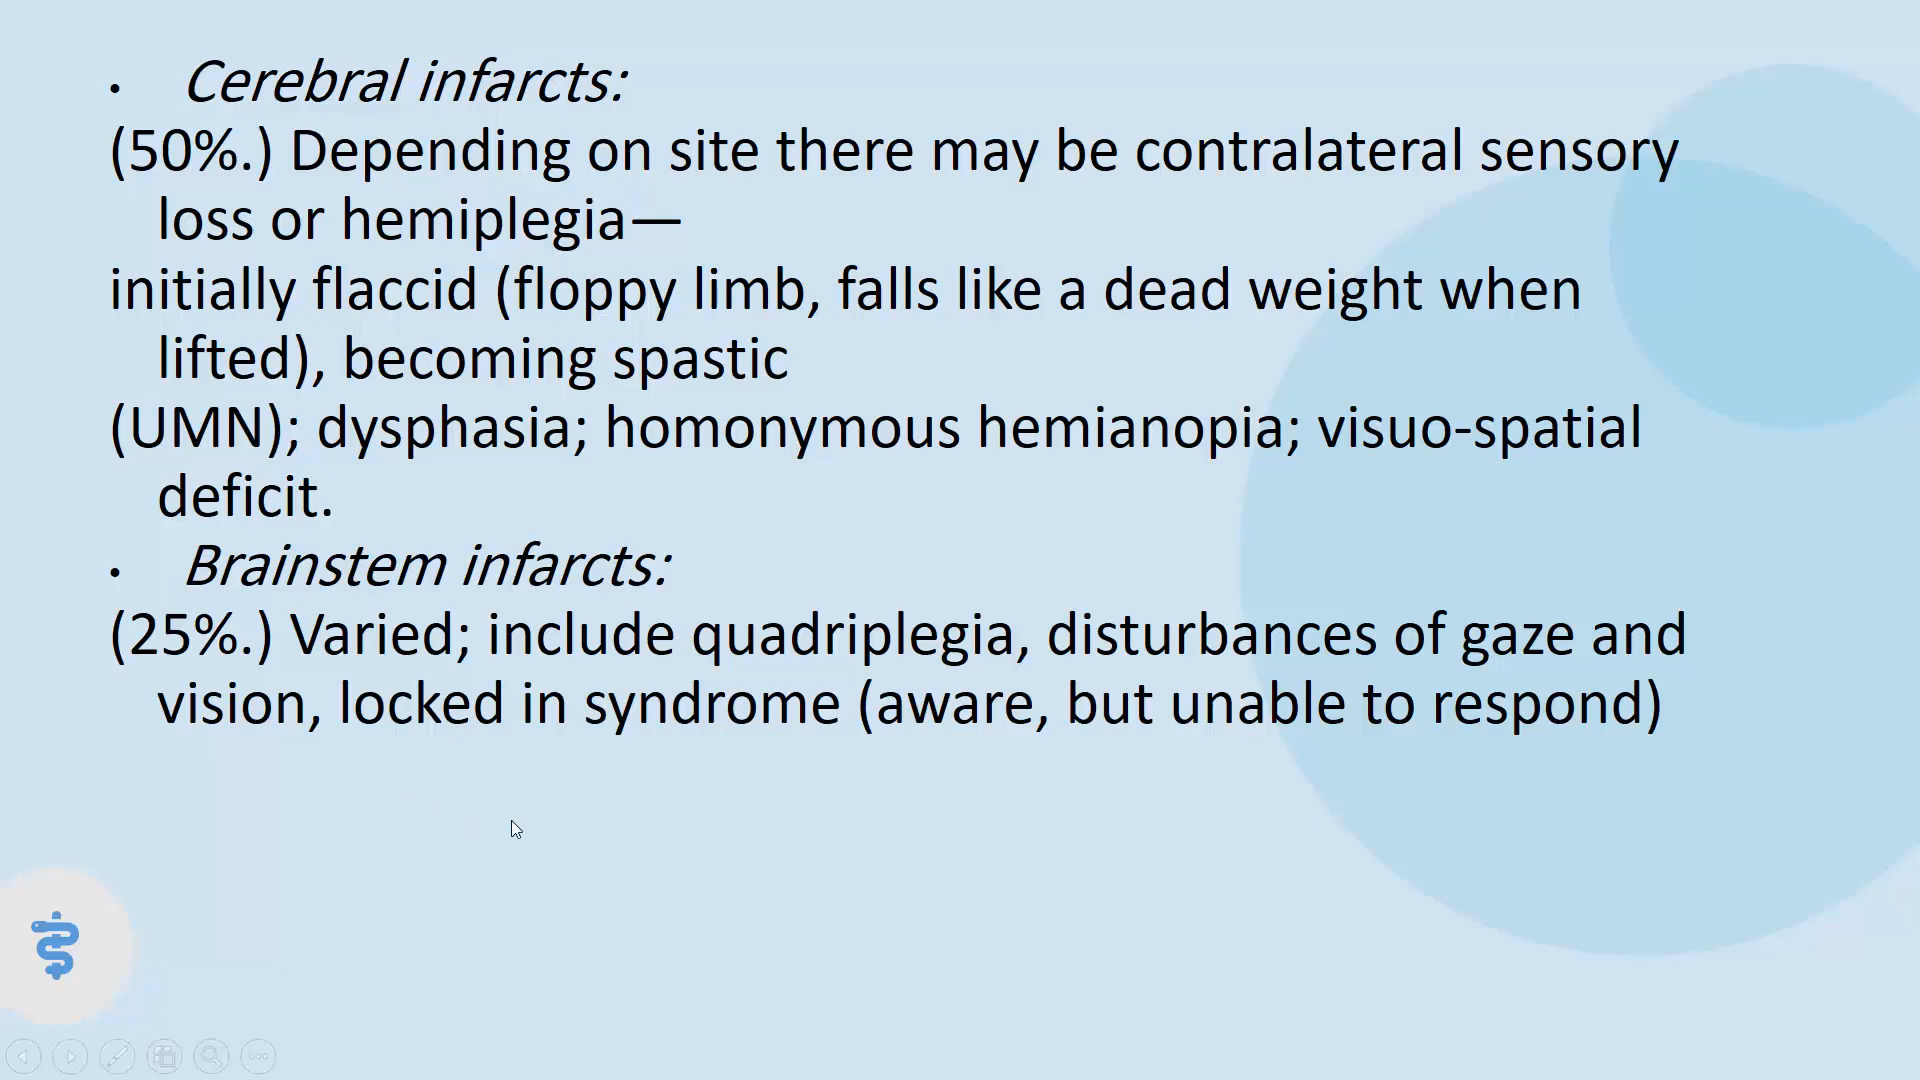 • Cerebral infarcts:
(50%.) Depending on site there may be contralateral sensory
loss or hemiplegia—
initially flaccid (floppy limb, falls like a dead weight when
lifted), becoming spastic
(UMN); dysphasia; homonymous hemianopia; visuo-spatial
deficit.
• Brainstem infarcts:
(25%.) Varied; include quadriplegia, disturbances of gaze and
vision, locked in syndrome (aware, but unable to respond)